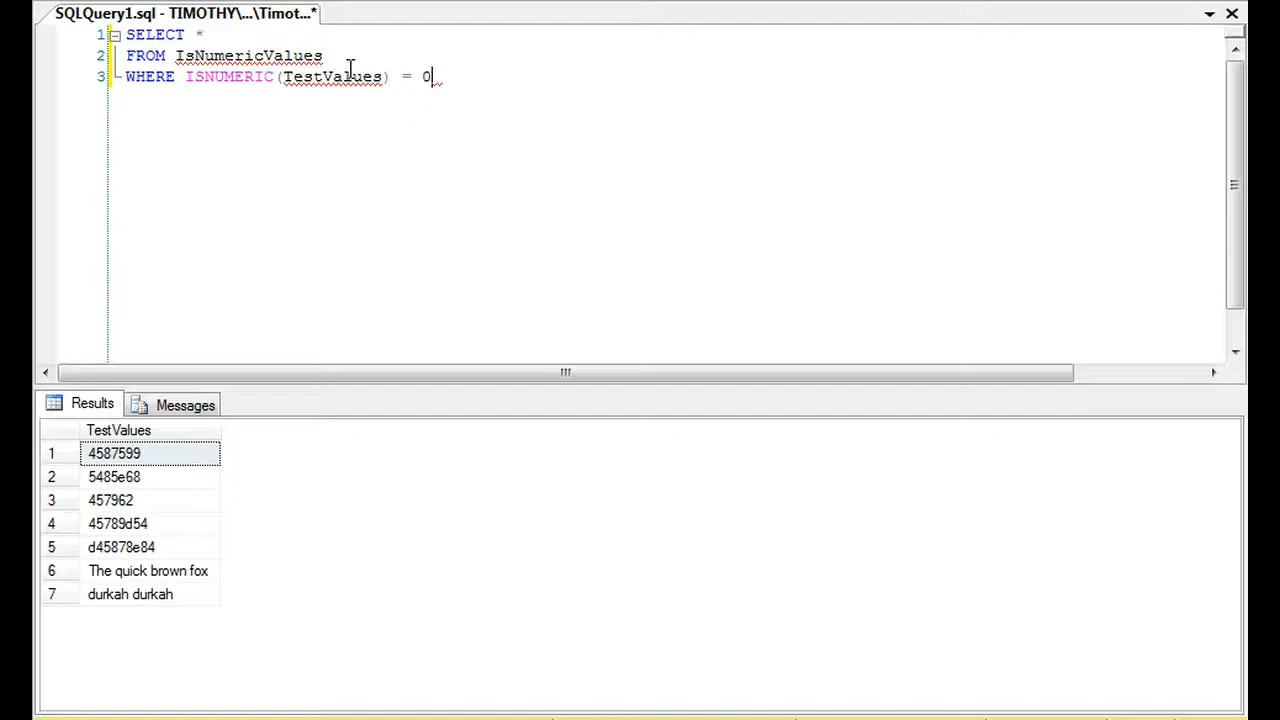 SQLQuery1.sql - TIMOTHY\...\Timot...*
1 SELECT *
2 FROM IsNumericValues
3 WHERE ISNUMERIC(TestValues) = 0
Results Messages
TestValues
1 4587599
2 5485e68
3 457962
4 45789d54
5 d45878e84
6 The quick brown fox
7 durkah durkah